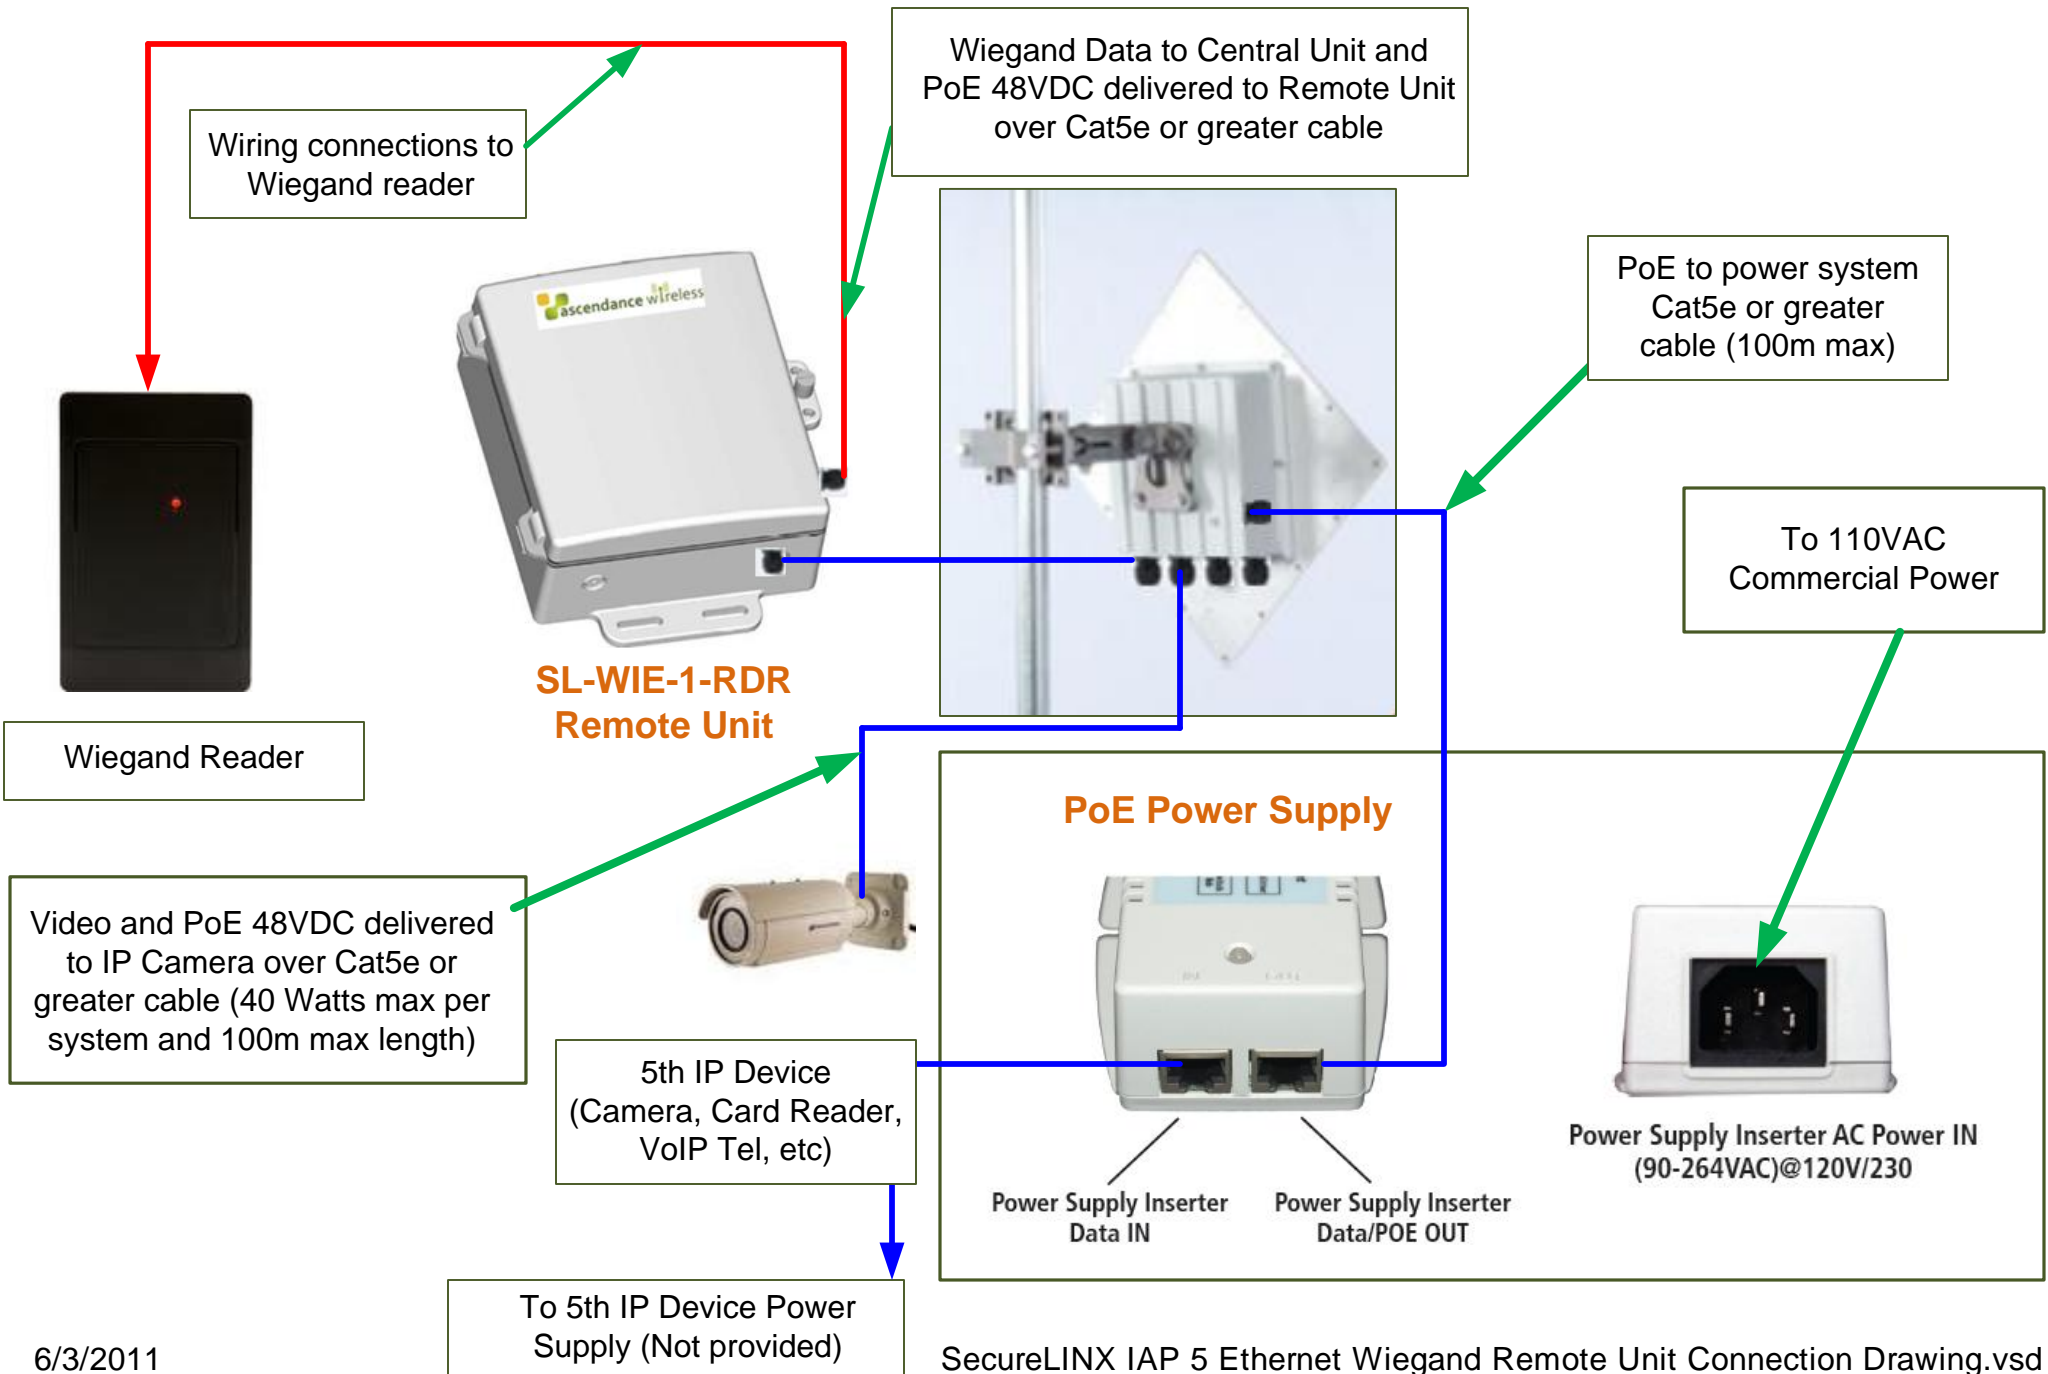 Wiegand Data to Central Unit and
PoE 48VDC delivered to Remote Unit
over Cat5e or greater cable
Wiring connections to
Wiegand reader
PoE to power system
Cat5e or greater
cable (100m max)
ascendance wireless
To 110VAC
Commercial Power
SL-WIE-1-RDR
Remote Unit
Wiegand Reader
PoE Power Supply
Video and PoE 48VDC delivered
to IP Camera over Cat5e or
greater cable (40 Watts max per
system and 100m max length)
5th IP Device
(Camera, Card Reader,
VoIP Tel, etc)
Power Supply Inserter AC Power IN
(90-264VAC)@120V/230
Power Supply Inserter
Data IN
Power Supply Inserter
Data/POE OUT
To 5th IP Device Power
Supply (Not provided)
6/3/2011
SecureLINX IAP 5 Ethernet Wiegand Remote Unit Connection Drawing.vsd